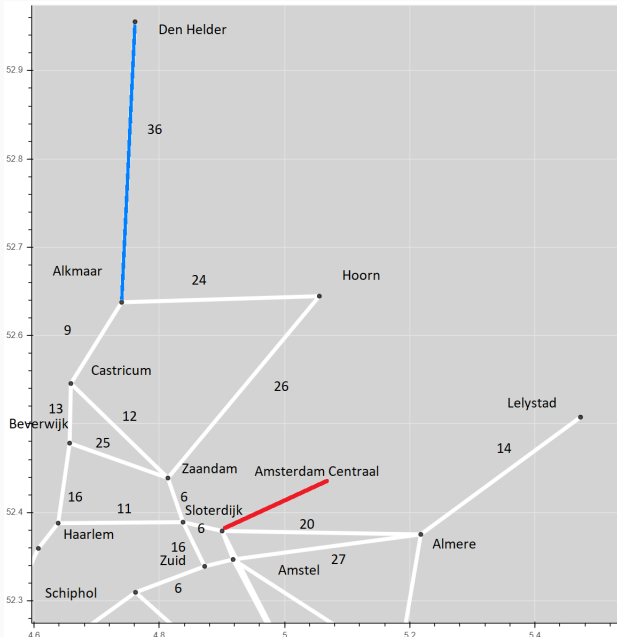 Den Helder
52.9
36
52.8
52.7
Alkmaar
24
Hoorn
52.6
9
Castricum
26
13
12
Lelystad
Beverwijk
25
14
52.5
Zaandam
Amsterdam Centraal
16
6
11
Sloterdijk
52.4
6
20
Haarlem
16
Almere
Zuid
27
Amstel
Schiphol
6
52.3
4.6
4.8
5
5.2
5.4